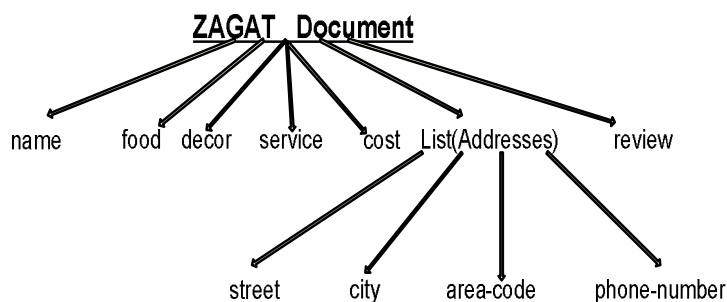 ZAGAT Document
name food decor service cost List(Addresses) review
street city area-code phone-number